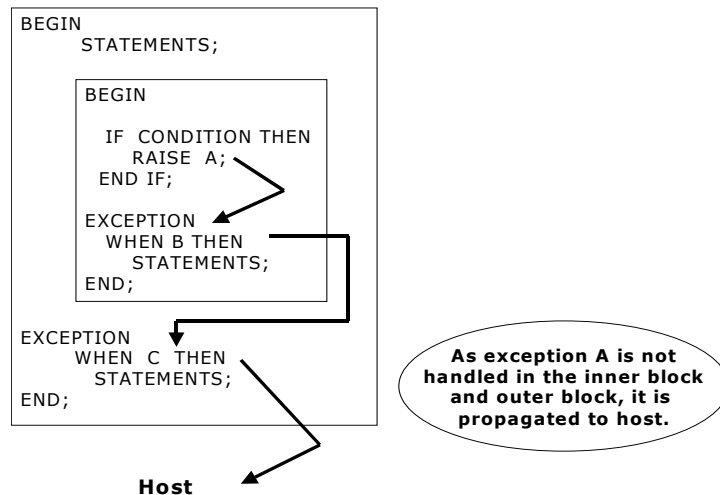 BEGIN
STATEMENTS;
BEGIN
IF CONDITION THEN
RAISE A;
END IF;
EXCEPTION
WHEN B THEN
STATEMENTS;
END;
EXCEPTION
WHEN C THEN
STATEMENTS;
END;
As exception A is not
handled in the inner block
and outer block, it is
propagated to host.
Host